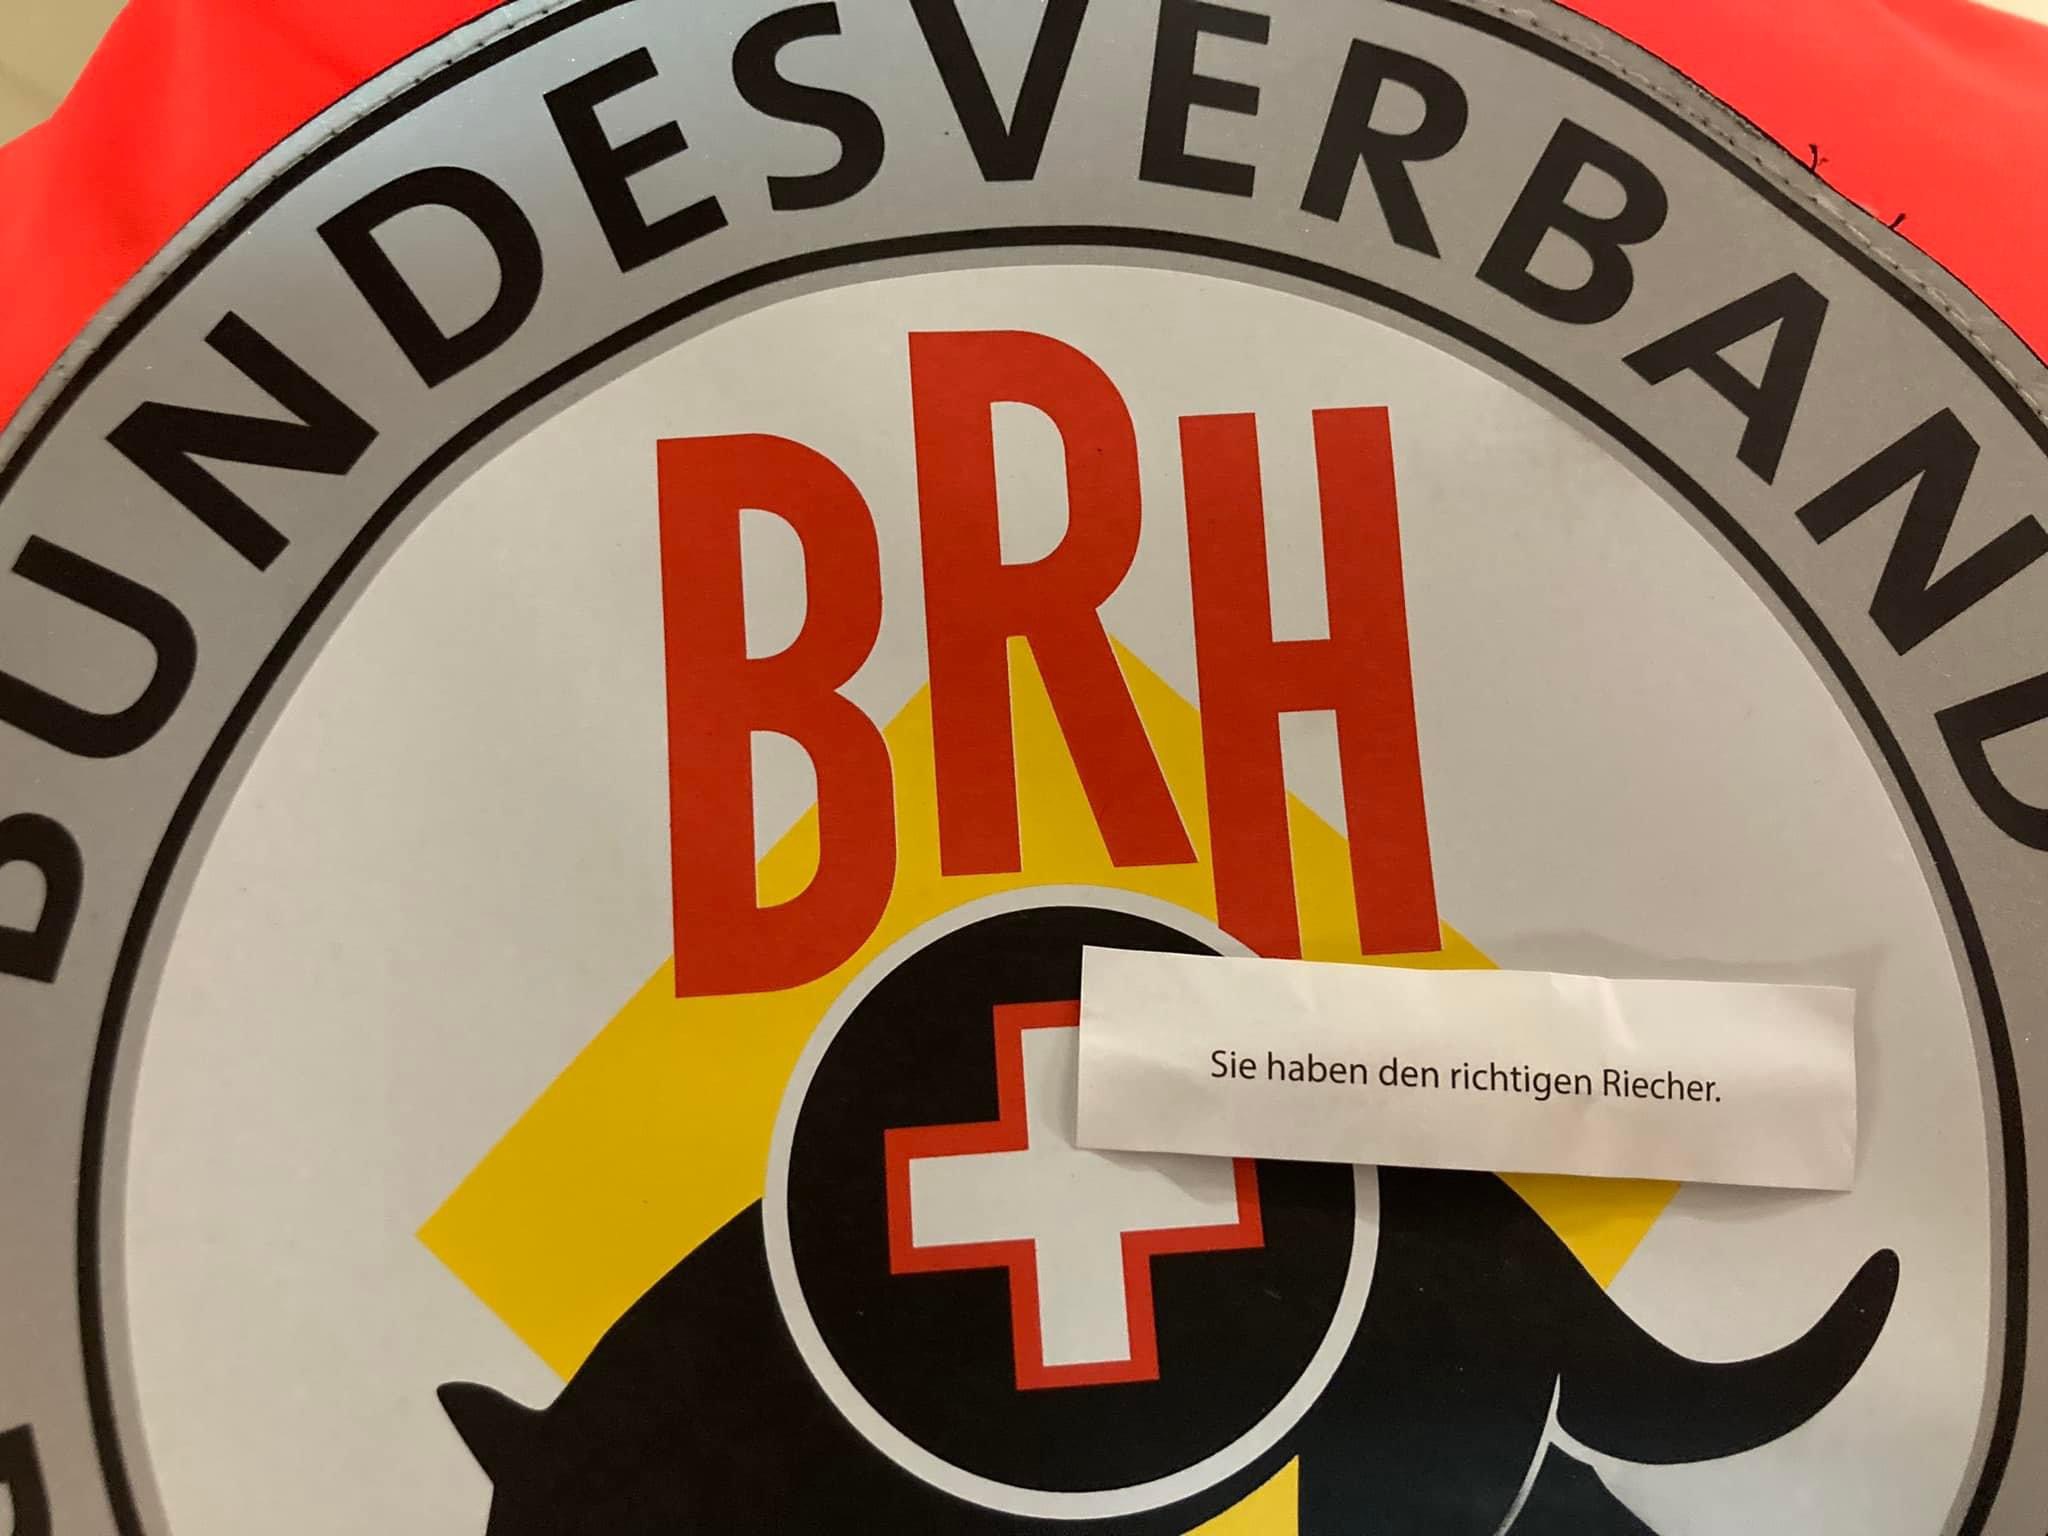 BUNDESVERBAND
BRH
Sie haben den richtigen Riecher.